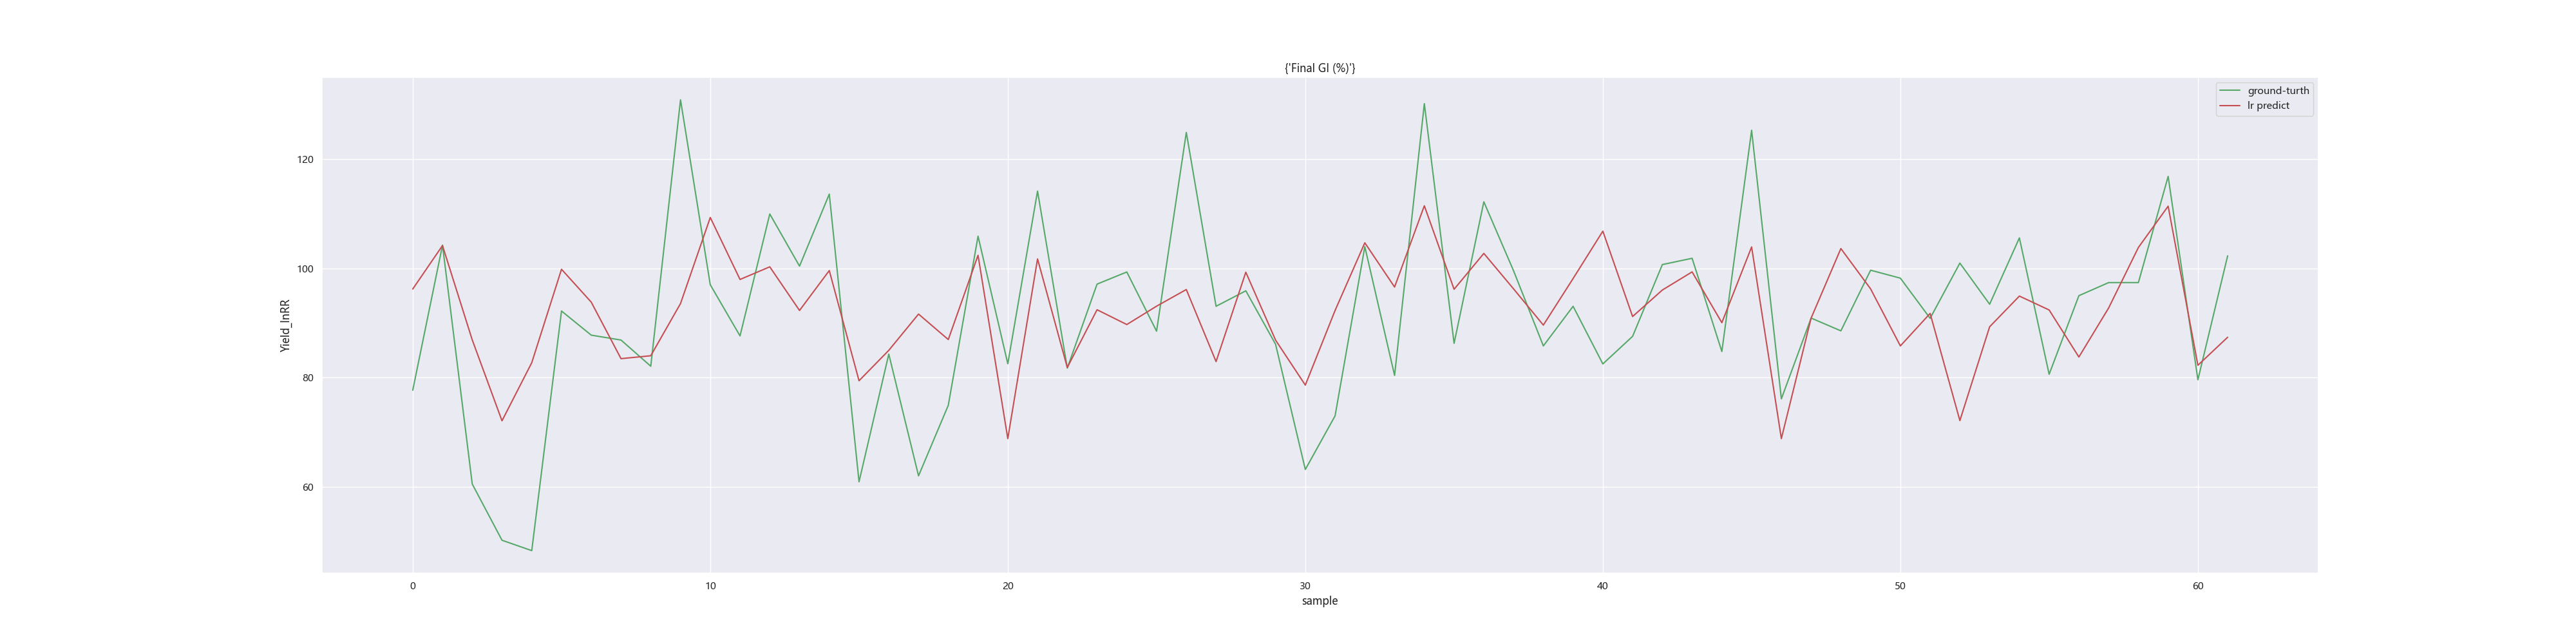 {'Final GI (%)'}
ground-turth
lr predict
120
100
80
60
Yield_lnRR
0 10 20 30 40 50 60
sample